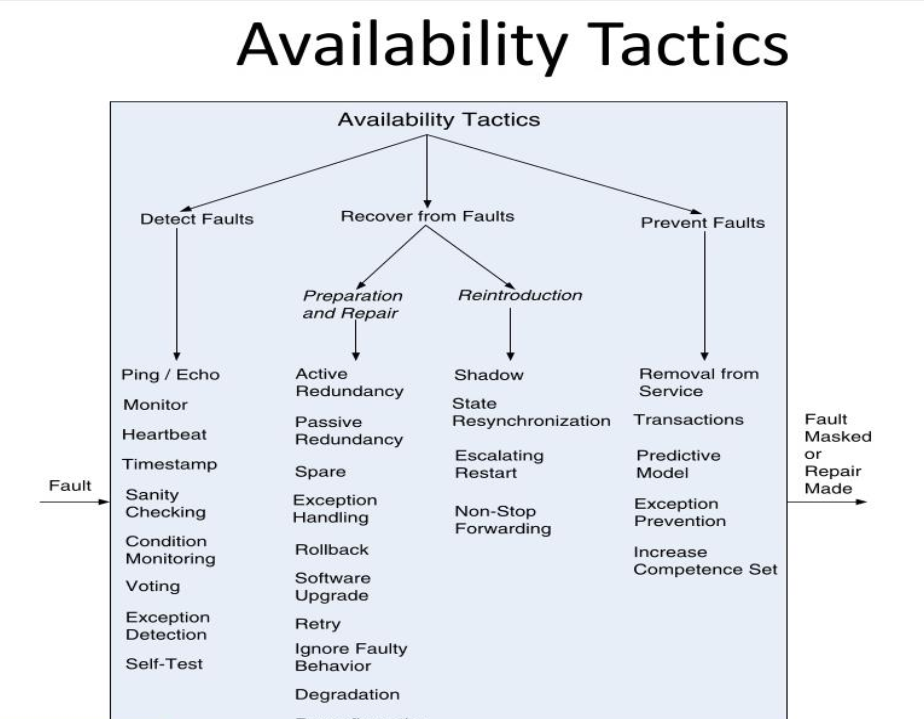 Availability Tactics
Availability Tactics
Detect Faults
Recover from Faults
Prevent Faults
Preparation
and Repair
Reintroduction
Fault
Ping / Echo
Monitor
Heartbeat
Timestamp
Sanity
Checking
Condition
Monitoring
Voting
Exception
Detection
Self-Test
Active
Redundancy
Passive
Redundancy
Spare
Exception
Handling
Rollback
Software
Upgrade
Retry
Ignore Faulty
Behavior
Degradation
Shadow
State
Resynchronization
Escalating
Restart
Non-Stop
Forwarding
Removal from
Service
Transactions
Predictive
Model
Exception
Prevention
Increase
Competence Set
Fault
Masked
or
Repair
Made